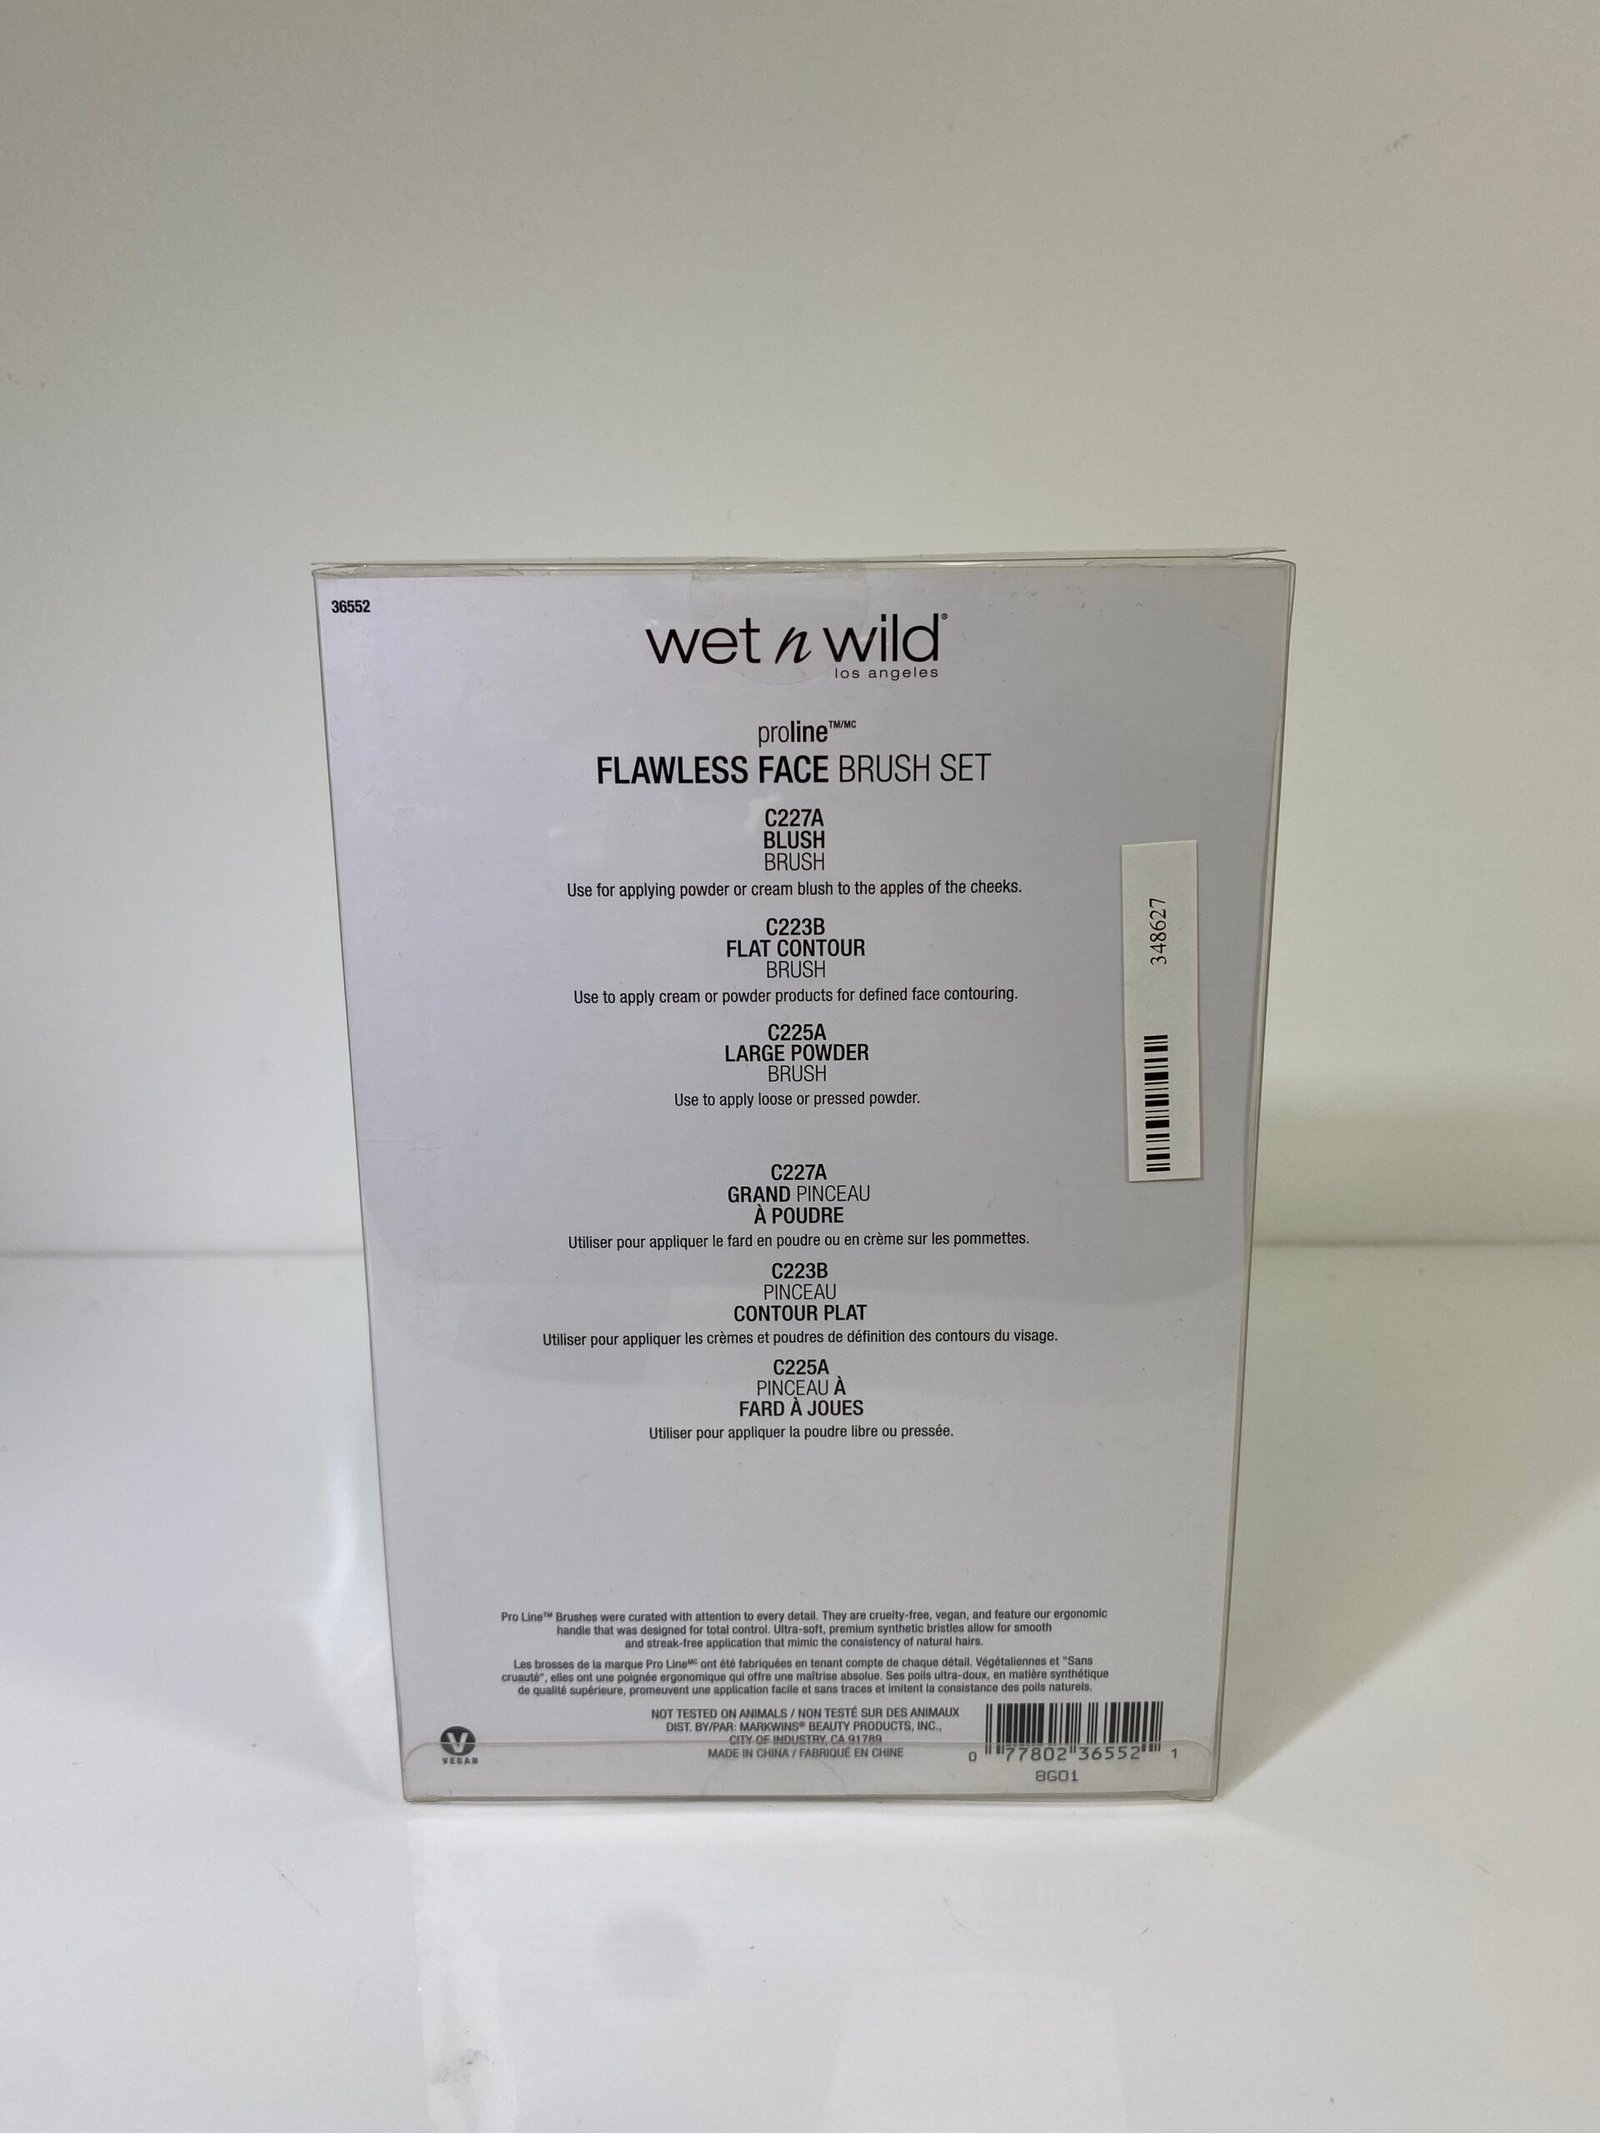 36552
wet n wild®
los angeles
proline™/MC
FLAWLESS FACE BRUSH SET
C227A
BLUSH
BRUSH
Use for applying powder or cream blush to the apples of the cheeks.
C223B
FLAT CONTOUR
BRUSH
Use to apply cream or powder products for defined face contouring.
C225A
LARGE POWDER
BRUSH
Use to apply loose or pressed powder.
348627
C227A
GRAND PINCEAU
À POUDRE
Utiliser pour appliquer le fard en poudre ou en crème sur les pommettes.
C223B
PINCEAU
CONTOUR PLAT
Utiliser pour appliquer les crèmes et poudres de définition des contours du visage.
C225A
PINCEAU À
FARD À JOUES
Utiliser pour appliquer la poudre libre ou pressée.
Pro Line™ Brushes were curated with attention to every detail. They are cruelty-free, vegan, and feature our ergonomic
handle that was designed for total control. Ultra-soft, premium synthetic bristles allow for smooth
and streak-free application that mimic the consistency of natural hairs.
Les brosses de la marque Pro Line MC ont été fabriquées en tenant compte de chaque détail. Végétaliennes et "Sans
cruauté", elles ont une poignée ergonomique qui offre une maîtrise absolue. Ses poils ultra-doux, en matière synthétique
de qualité supérieure, promeuvent une application facile et sans traces et imitent la consistance des poils naturels.
NOT TESTED ON ANIMALS / NON TESTÉ SUR DES ANIMAUX
DIST. BY/PAR: MARKWINS® BEAUTY PRODUCTS, INC.,
CITY OF INDUSTRY, CA 91789
MADE IN CHINA / FABRIQUÉ EN CHINE
V
VEGAN
0 77802 36552 1
8G01